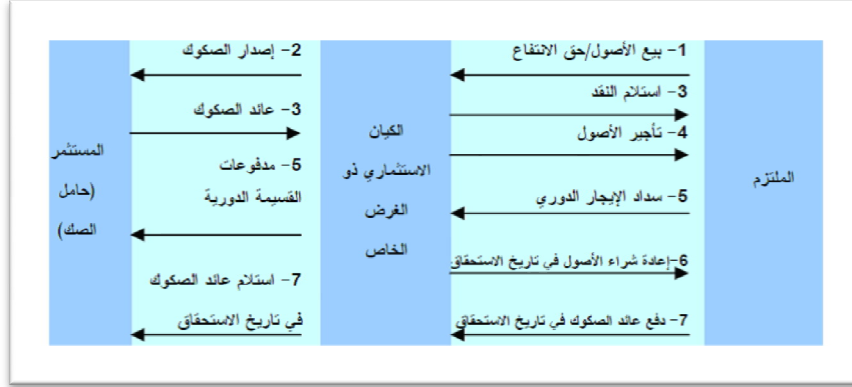 الملتزم
1- بيع الأصول/حق الانتفاع
3- استلام النقد
4- تأجير الأصول
5- سداد الإيجار الدوري
6-إعادة شراء الأصول في تاريخ الاستحقاق
7- دفع عائد الصكوك في تاريخ الاستحقاق
الكيان
الاستثماري ذو
الغرض
الخاص
2- إصدار الصكوك
3- عائد الصكوك
5- مدفوعات
القسيمة الدورية
7- استلام عائد الصكوك
في تاريخ الاستحقاق
المستثمر
(حامل
الصك)